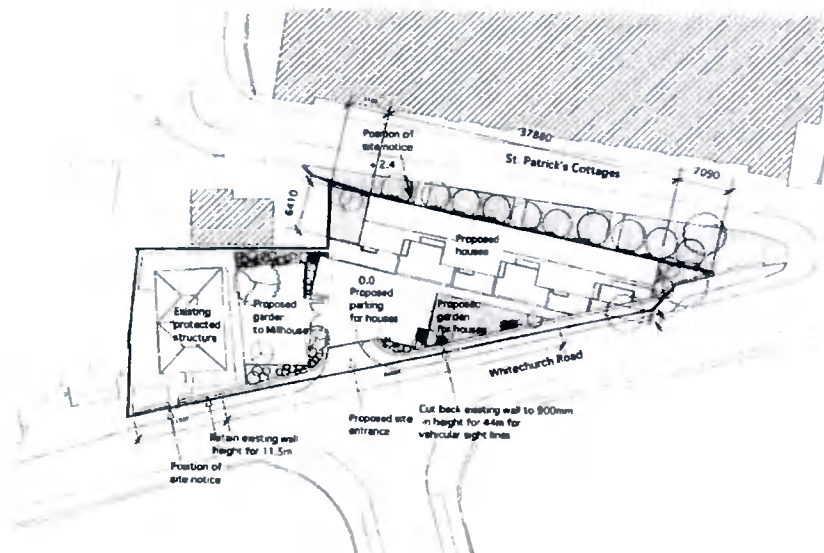 37880
Position of
site notice
+ 2.4
St. Patrick's Cottages
7090
6410
Proposed
houses
0.0
Proposed
parking
for houses
Existing
protected
structure
Proposed
garden
to Millhouse
Proposed
garden
for houses
Whitechurch Road
Proposed site
entrance
Cut back existing wall to 900mm
in height for 44m for
vehicular sight lines
Retain existing wall
height for 11.5m
Position of
site notice